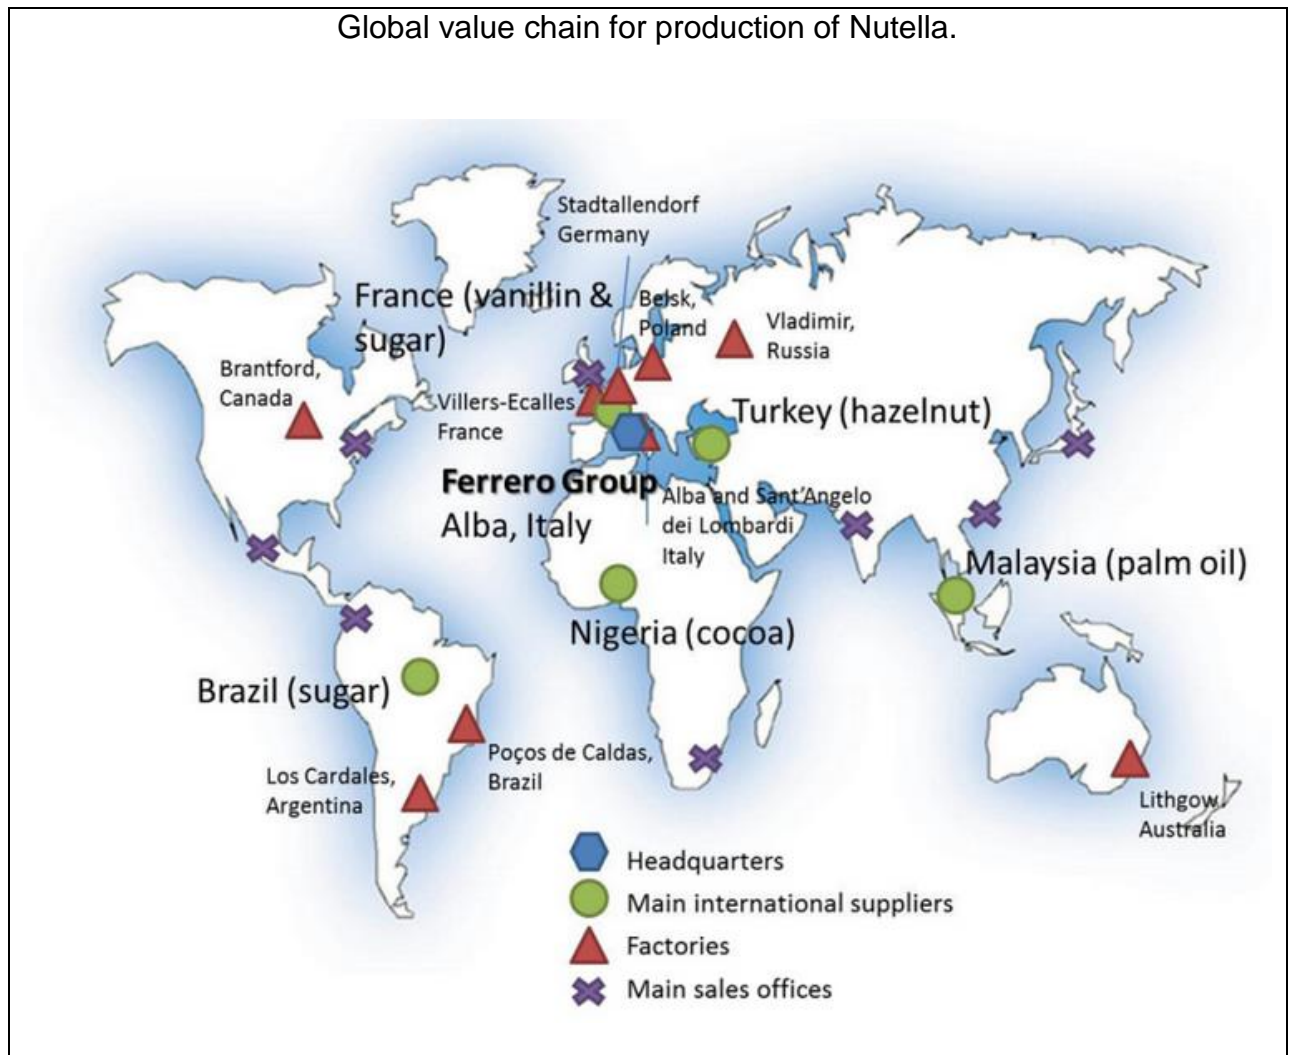 Global value chain for production of Nutella.
Stadtallendorf
Germany
France (vanillin &
sugar)
Belsk,
Poland
Vladimir,
Russia
Brantford,
Canada
Villers-Ecalles
France
Turkey (hazelnut)
Ferrero Group
Alba, Italy
Alba and Sant'Angelo
dei Lombardi
Italy
Malaysia (palm oil)
Nigeria (cocoa)
Brazil (sugar)
Poços de Caldas,
Brazil
Los Cardales,
Argentina
Lithgow,
Australia
Headquarters
Main international suppliers
Factories
Main sales offices